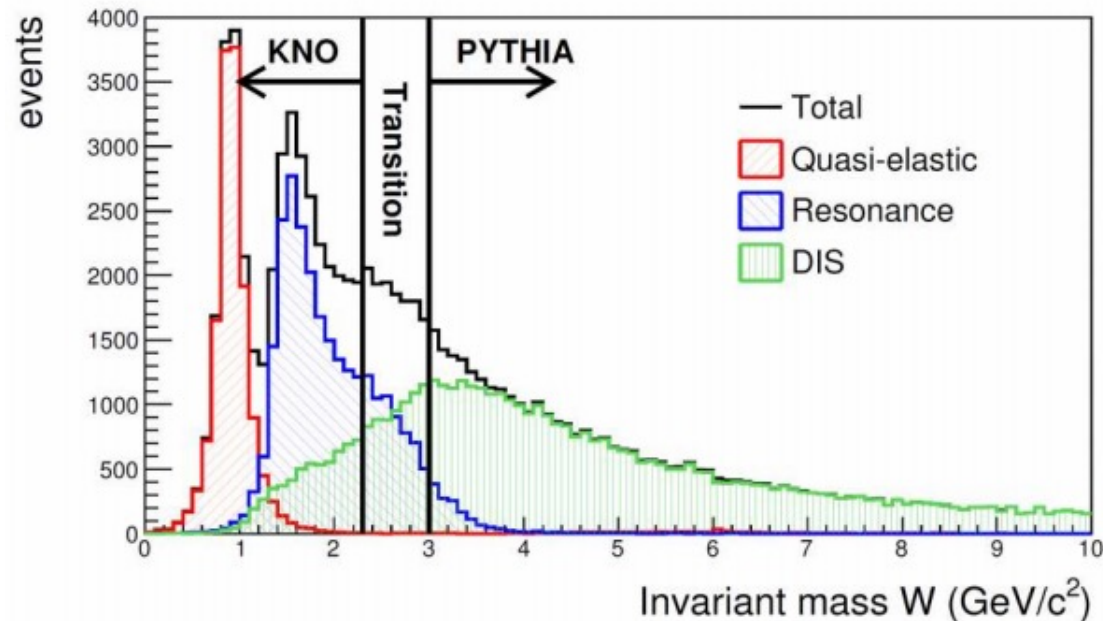 events
4000
3500
3000
2500
2000
1500
1000
500
0
KNO
Transition
PYTHIA
Total
Quasi-elastic
Resonance
DIS
0 1 2 3 4 5 6 7 8 9 10
Invariant mass W (GeV/c²)